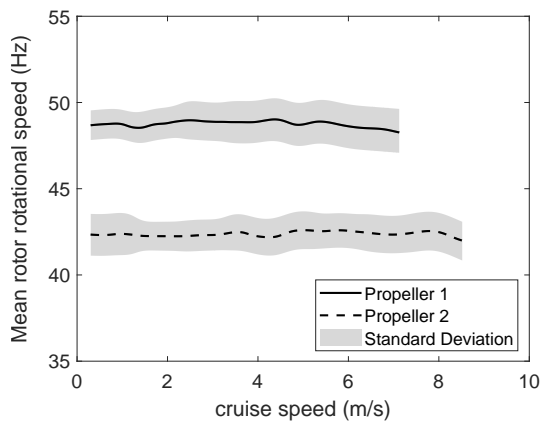 55
50
45
40
35
Mean rotor rotational speed (Hz)
0 2 4 6 8 10
cruise speed (m/s)
Propeller 1
Propeller 2
Standard Deviation